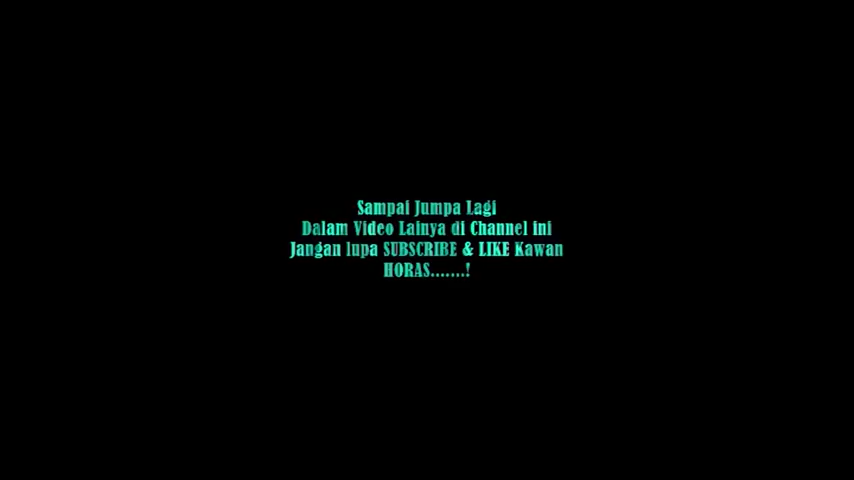 Sampai Jumpa Lagi
Dalam Video Lainya di Channel ini
Jangan lupa SUBSCRIBE & LIKE Kawan
HORAS.......!